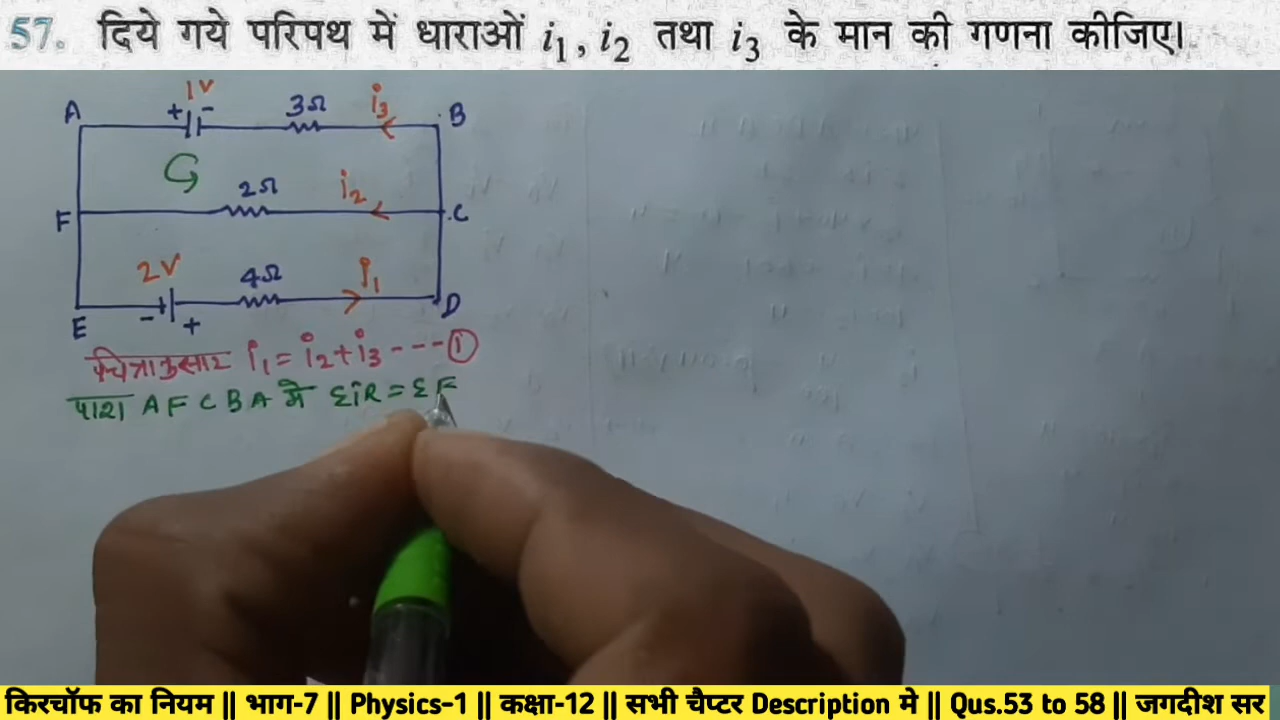 57. दिये गये परिपथ में धाराओं i₁, i₂ तथा i₃ के मान की गणना कीजिए।
1V
A + - 3Ω i₃ B
2Ω i₂
F C
2V 4Ω i₁
E - + D
चित्रानुसार i₁ = i₂ + i₃ ---- ①
पाश A F C B A में ΣiR = ΣE
किरचॉफ का नियम || भाग-7 || Physics-1 || कक्षा-12 || सभी चैप्टर Description मे || Qus.53 to 58 || जगदीश सर